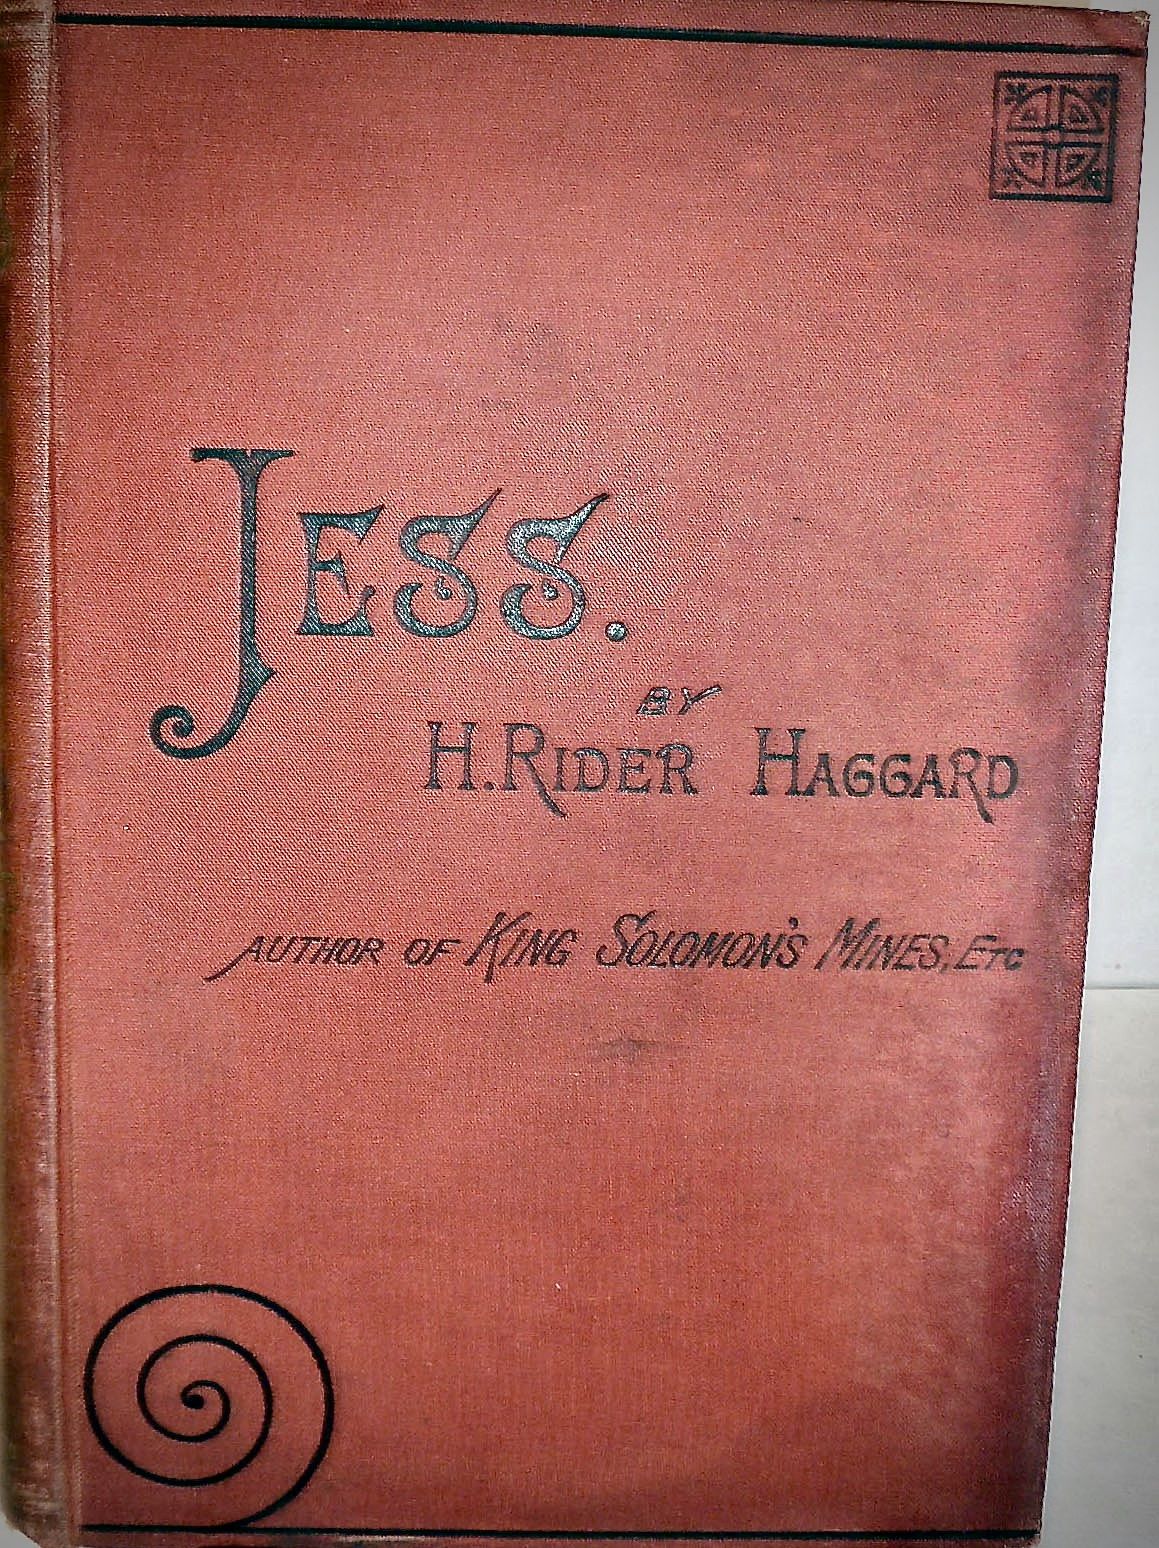 JESS.
BY
H. RIDER HAGGARD
AUTHOR OF KING SOLOMON'S MINES, ETC